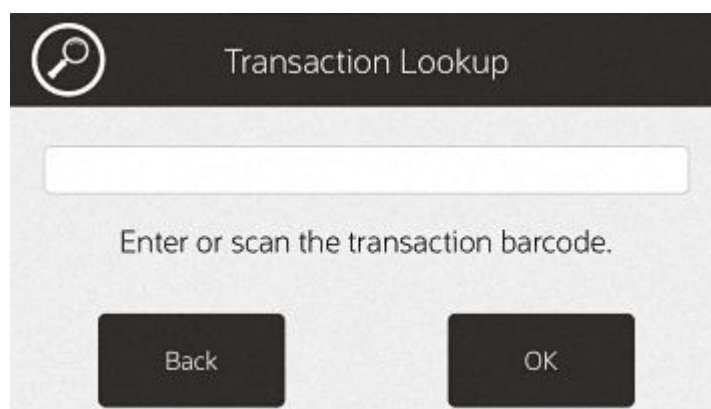 Transaction Lookup
Enter or scan the transaction barcode.
Back
OK